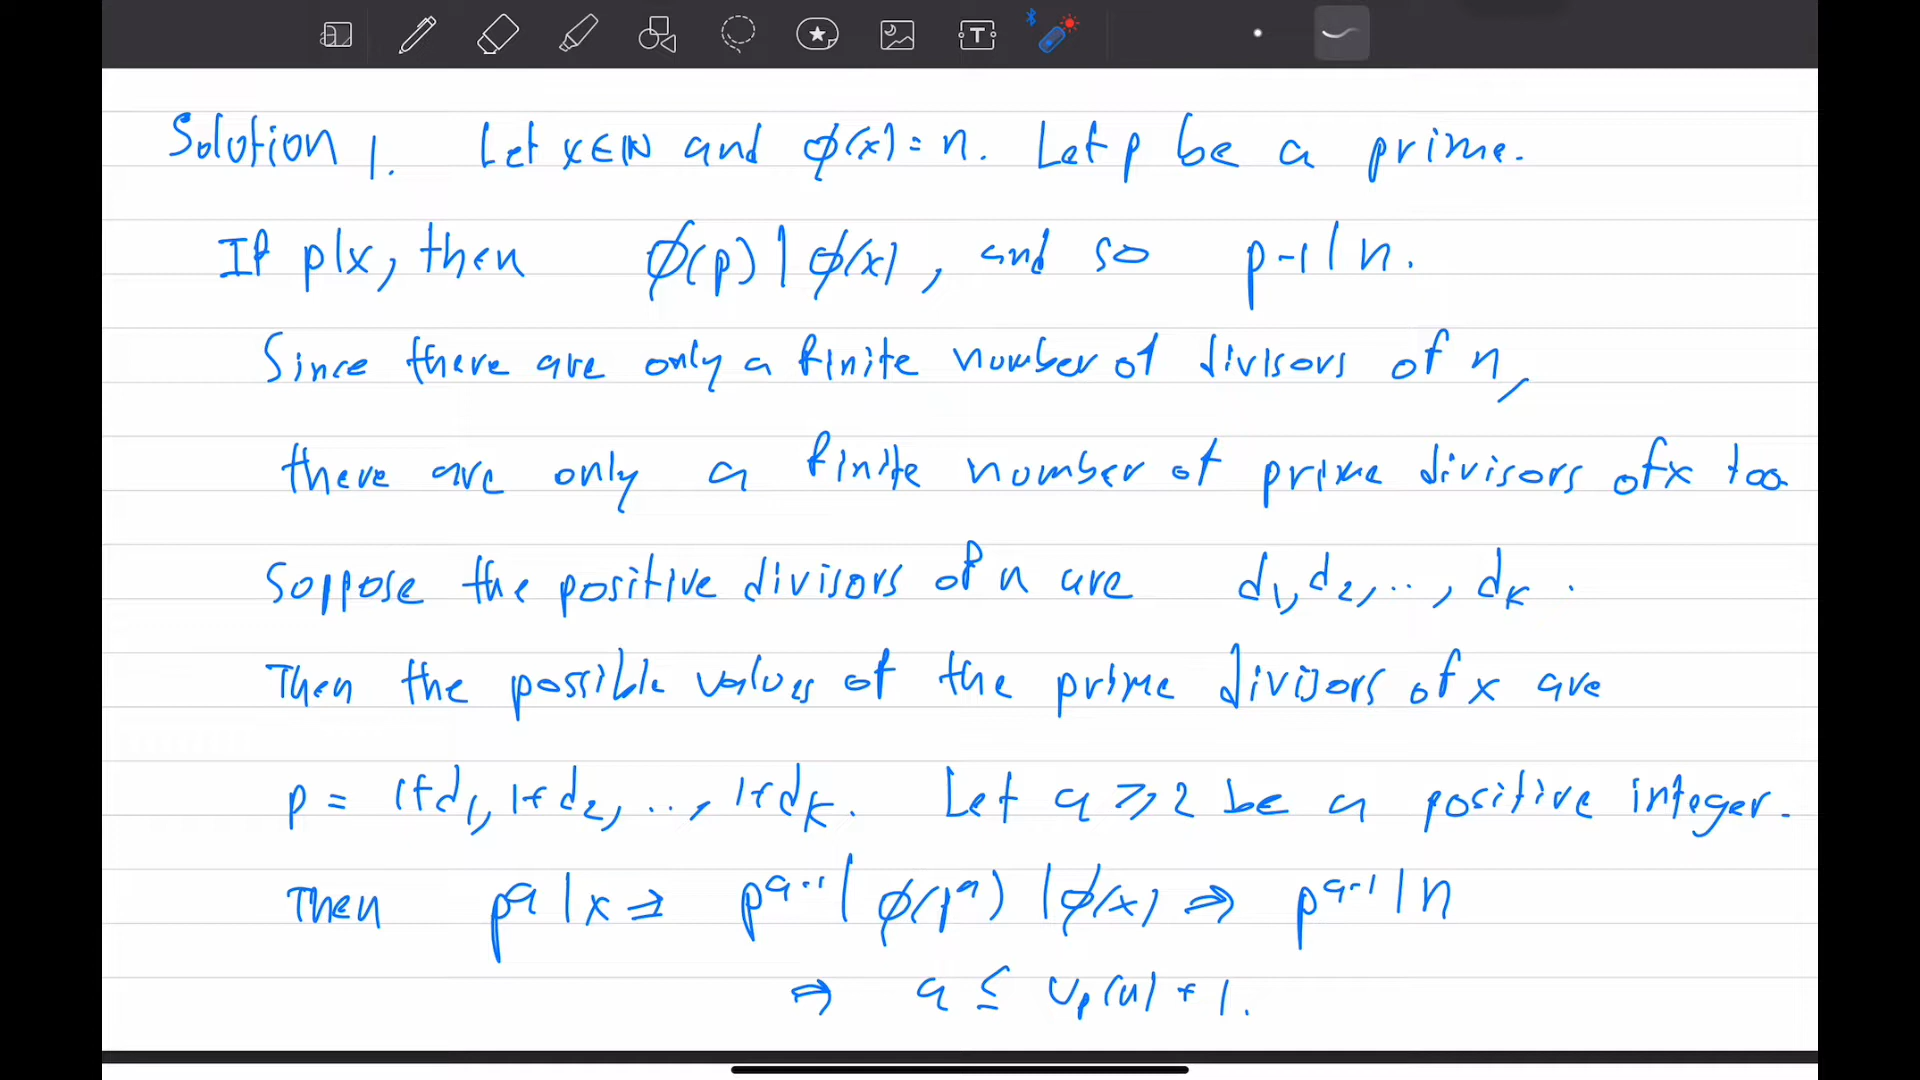 Solution 1. Let x∈ℕ and ϕ(x)=n. Let p be a prime.
If p|x, then ϕ(p) | ϕ(x), and so p-1 | n.
Since there are only a finite number of divisors of n,
there are only a finite number of prime divisors of x too
Suppose the positive divisors of n are d₁, d₂, .., dₖ.
Then the possible values of the prime divisors of x are
p = 1+d₁, 1+d₂, ..., 1+dₖ. Let a ⩾ 2 be a positive integer.
Then pᵃ | x ⇒ pᵃ⁻¹ | ϕ(pᵃ) | ϕ(x) ⇒ pᵃ⁻¹ | n
⇒ a ≤ vₚ(n) + 1.